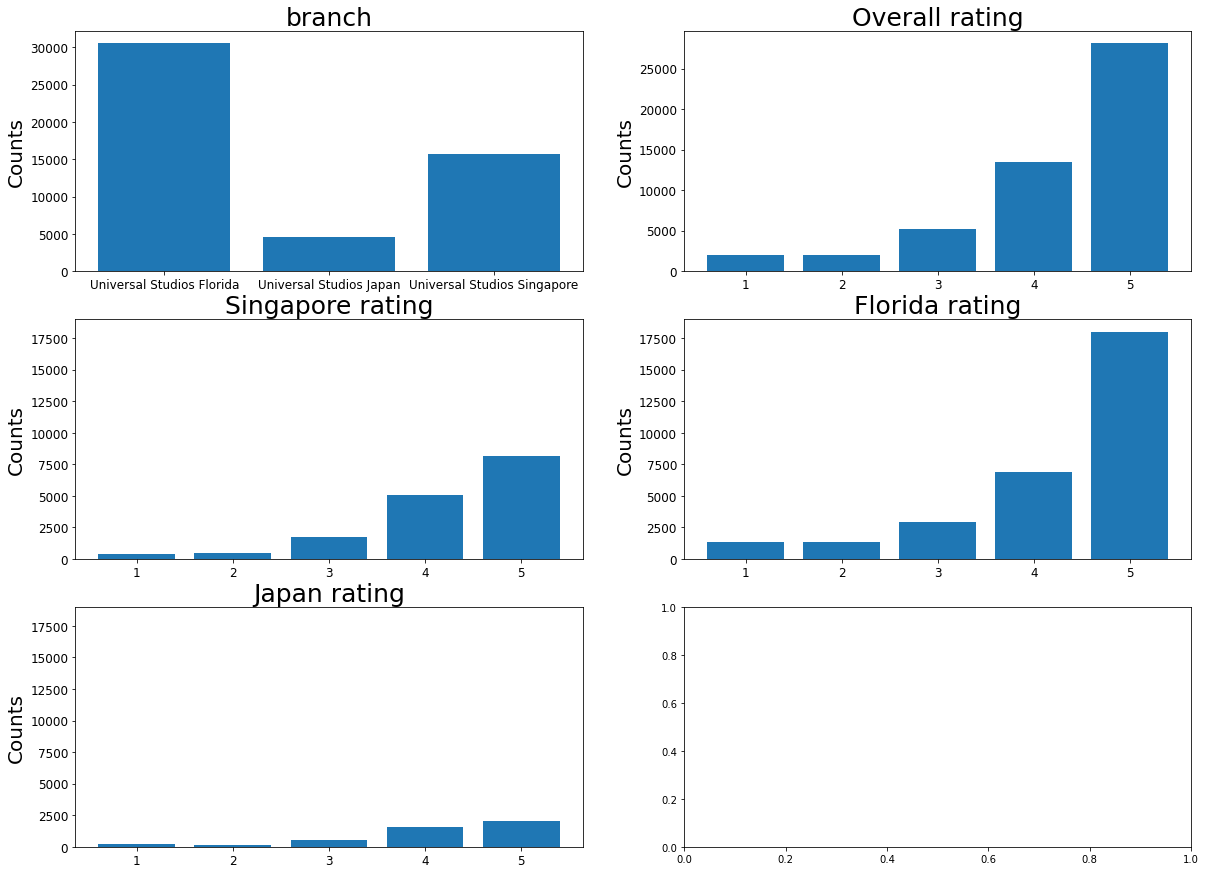 branch
Counts
30000
25000
20000
15000
10000
5000
0
Universal Studios Florida Universal Studios Japan Universal Studios Singapore
Overall rating
Counts
25000
20000
15000
10000
5000
0
1 2 3 4 5
Singapore rating
Counts
17500
15000
12500
10000
7500
5000
2500
0
1 2 3 4 5
Florida rating
Counts
17500
15000
12500
10000
7500
5000
2500
0
1 2 3 4 5
Japan rating
Counts
17500
15000
12500
10000
7500
5000
2500
0
1 2 3 4 5
1.0
0.8
0.6
0.4
0.2
0.0
0.0 0.2 0.4 0.6 0.8 1.0